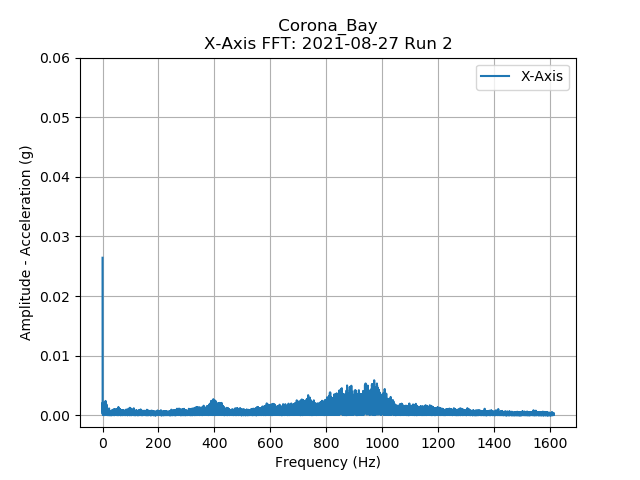 Corona_Bay
X-Axis FFT: 2021-08-27 Run 2
X-Axis
0.06
0.05
0.04
0.03
0.02
0.01
0.00
Amplitude - Acceleration (g)
0 200 400 600 800 1000 1200 1400 1600
Frequency (Hz)